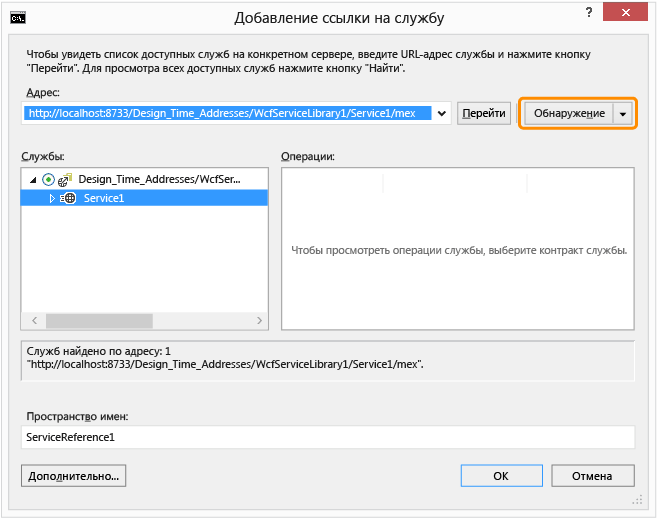 Добавление ссылки на службу
?
Чтобы увидеть список доступных служб на конкретном сервере, введите URL-адрес службы и нажмите кнопку
"Перейти". Для просмотра всех доступных служб нажмите кнопку "Найти".
Адрес:
http://localhost:8733/Design_Time_Addresses/WcfServiceLibrary1/Service1/mex
Перейти
Обнаружение
Службы:
Операции:
Design_Time_Addresses/WcfSer...
Service1
Чтобы просмотреть операции службы, выберите контракт службы.
Служб найдено по адресу: 1
"http://localhost:8733/Design_Time_Addresses/WcfServiceLibrary1/Service1/mex".
Пространство имен:
ServiceReference1
Дополнительно...
ОК
Отмена